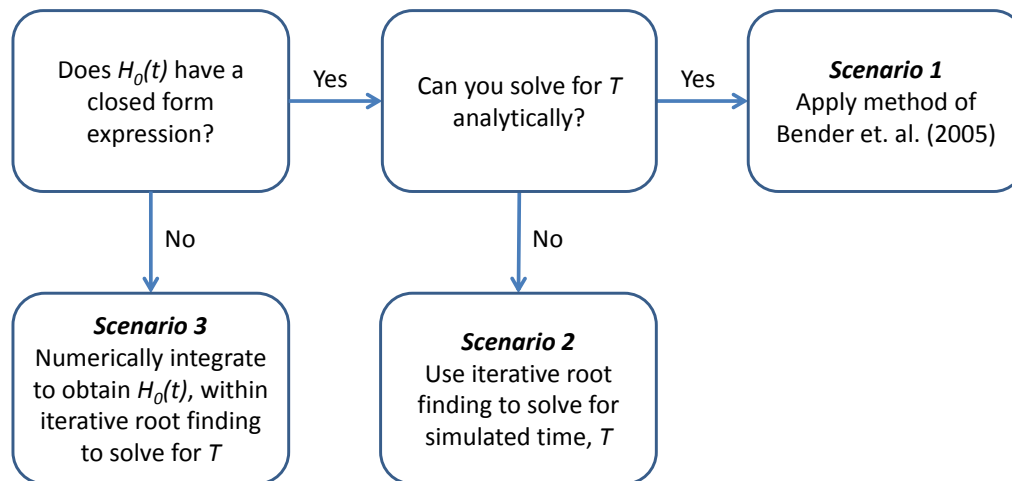 Does H₀(t) have a
closed form
expression?
Yes
Can you solve for T
analytically?
Yes
Scenario 1
Apply method of
Bender et. al. (2005)
No
No
Scenario 3
Numerically integrate
to obtain H₀(t), within
iterative root finding
to solve for T
Scenario 2
Use iterative root
finding to solve for
simulated time, T